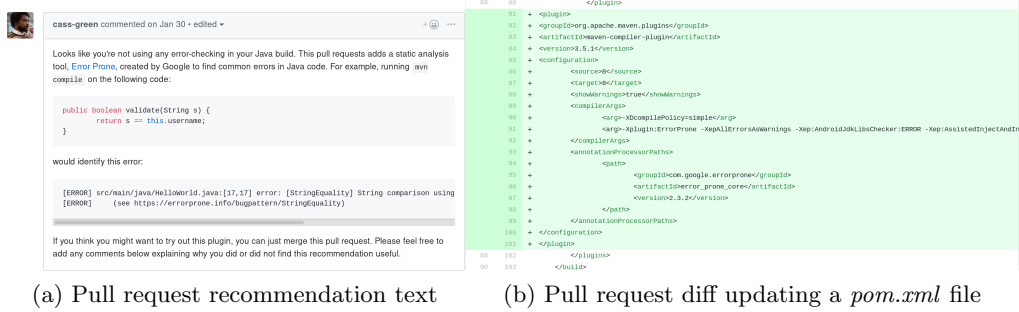 cass-green commented on Jan 30 • edited
Looks like you're not using any error-checking in your Java build. This pull requests adds a static analysis
tool, Error Prone, created by Google to find common errors in Java code. For example, running mvn
compile on the following code:
public boolean validate(String s) {
return s == this.username;
}
would identify this error:
[ERROR] src/main/java/HelloWorld.java:[17,17] error: [StringEquality] String comparison using
[ERROR] (see https://errorprone.info/bugpattern/StringEquality)
If you think you might want to try out this plugin, you can just merge this pull request. Please feel free to
add any comments below explaining why you did or did not find this recommendation useful.
(a) Pull request recommendation text
88 80 </plugin>
81 + <plugin>
82 + <groupId>org.apache.maven.plugins</groupId>
83 + <artifactId>maven-compiler-plugin</artifactId>
84 + <version>3.5.1</version>
85 + <configuration>
86 + <source>8</source>
87 + <target>8</target>
88 + <showWarnings>true</showWarnings>
89 + <compilerArgs>
90 + <arg>-XDcompilePolicy=simple</arg>
91 + <arg>-Xplugin:ErrorProne -XepAllErrorsAsWarnings -Xep:AndroidJdkLibsChecker:ERROR -Xep:AssistedInjectAndIn
92 + </compilerArgs>
93 + <annotationProcessorPaths>
94 + <path>
95 + <groupId>com.google.errorprone</groupId>
96 + <artifactId>error_prone_core</artifactId>
97 + <version>2.3.2</version>
98 + </path>
99 + </annotationProcessorPaths>
100 + </configuration>
101 + </plugin>
89 102 </plugins>
90 103 </build>
(b) Pull request diff updating a pom.xml file